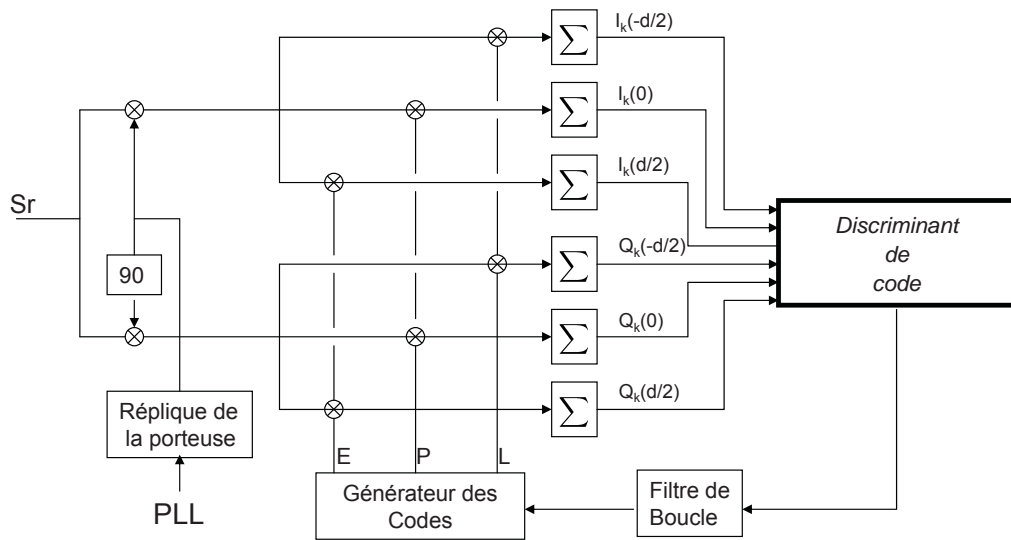 Σ
I_k(-d/2)
Σ
I_k(0)
Σ
I_k(d/2)
Sr
90
Σ
Q_k(-d/2)
Σ
Q_k(0)
Σ
Q_k(d/2)
Discriminant
de
code
Réplique de
la porteuse
PLL
E
P
L
Générateur des
Codes
Filtre de
Boucle